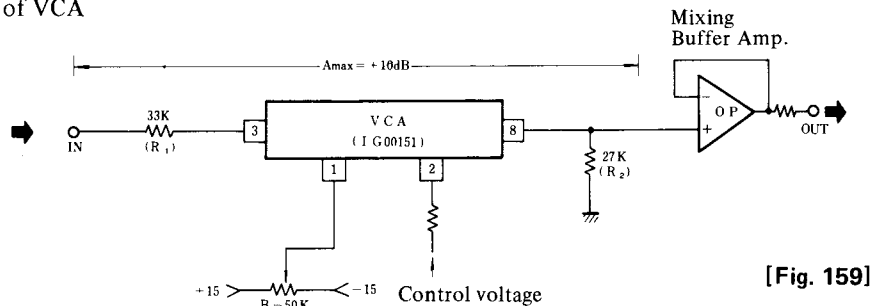 of VCA
Mixing
Buffer Amp.
Amax = +10dB
33K
(R1)
IN
3
VCA
(IG00151)
8
1
2
27K
(R2)
OP
-
+
OUT
+15
-15
B=50K
Control voltage
[Fig. 159]